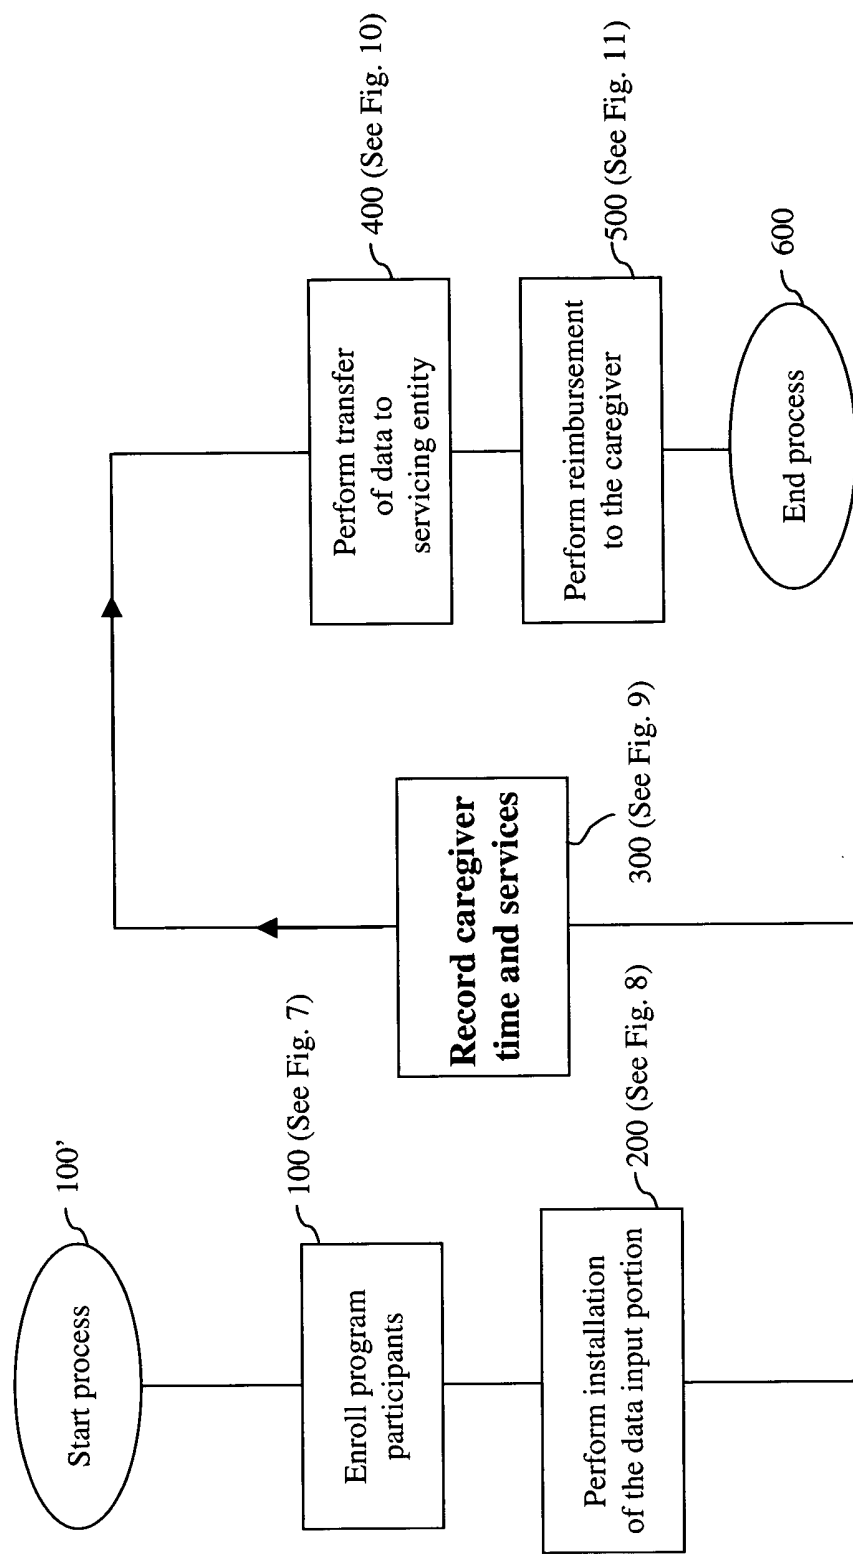 Start process
100’
Enroll program
participants
100 (See Fig. 7)
Perform installation
of the data input portion
200 (See Fig. 8)
Record caregiver
time and services
300 (See Fig. 9)
Perform transfer
of data to
servicing entity
400 (See Fig. 10)
Perform reimbursement
to the caregiver
500 (See Fig. 11)
End process
600